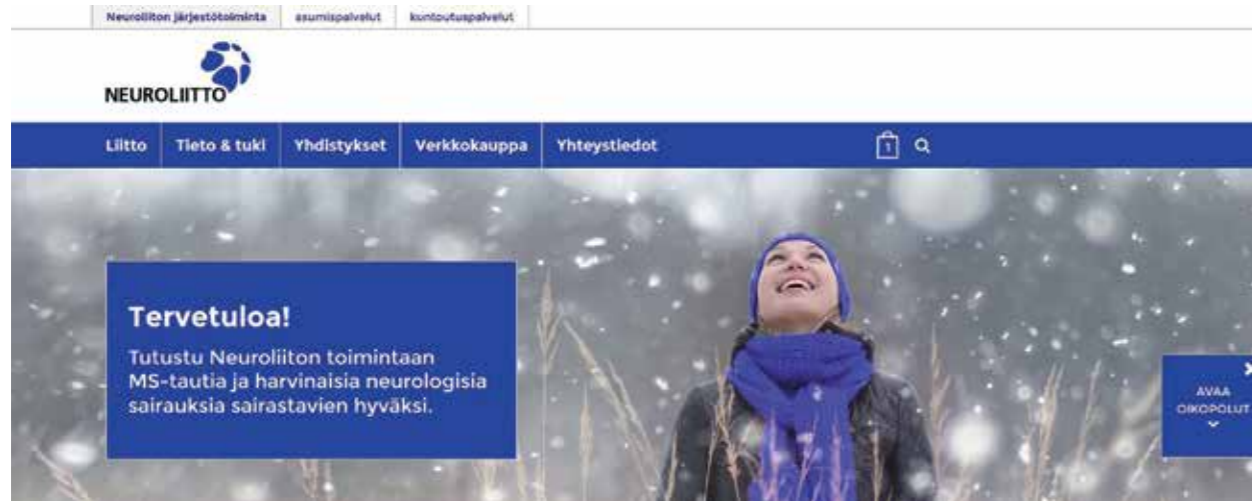 Neuroliiton järjestötoiminta asumispalvelut kuntoutuspalvelut
NEUROLIITTO
Liitto Tieto & tuki Yhdistykset Verkkokauppa Yhteystiedot 1
Tervetuloa!
Tutustu Neuroliiton toimintaan
MS-tautia ja harvinaisia neurologisia
sairauksia sairastavien hyväksi.
AVAA
OIKOPOLUT